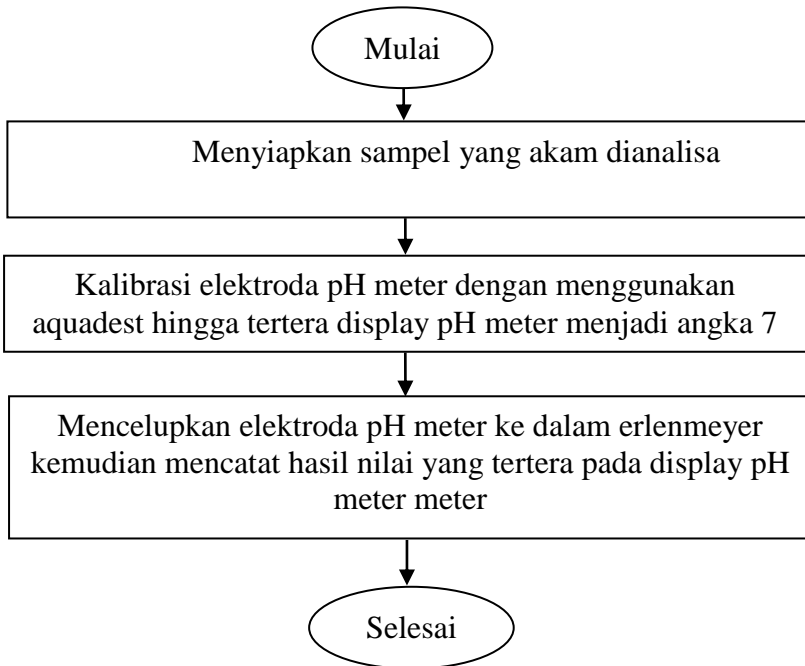 Mulai
Menyiapkan sampel yang akam dianalisa
Kalibrasi elektroda pH meter dengan menggunakan
aquadest hingga tertera display pH meter menjadi angka 7
Mencelupkan elektroda pH meter ke dalam erlenmeyer
kemudian mencatat hasil nilai yang tertera pada display pH
meter meter
Selesai